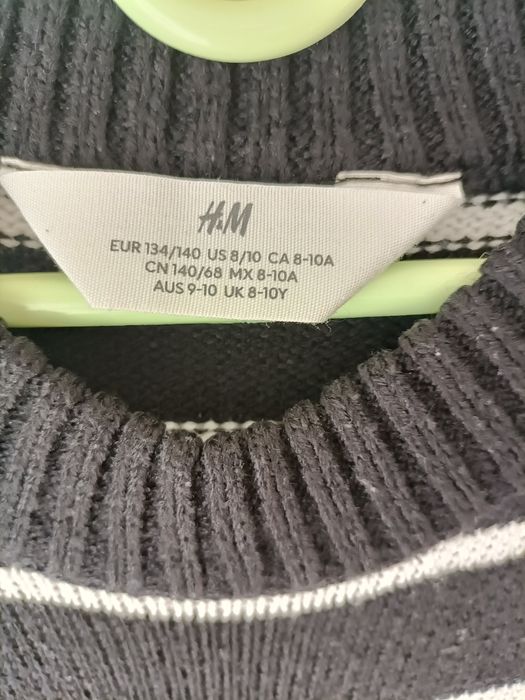 H&M
EUR 134/140 US 8/10 CA 8-10A
CN 140/68 MX 8-10A
AUS 9-10 UK 8-10Y